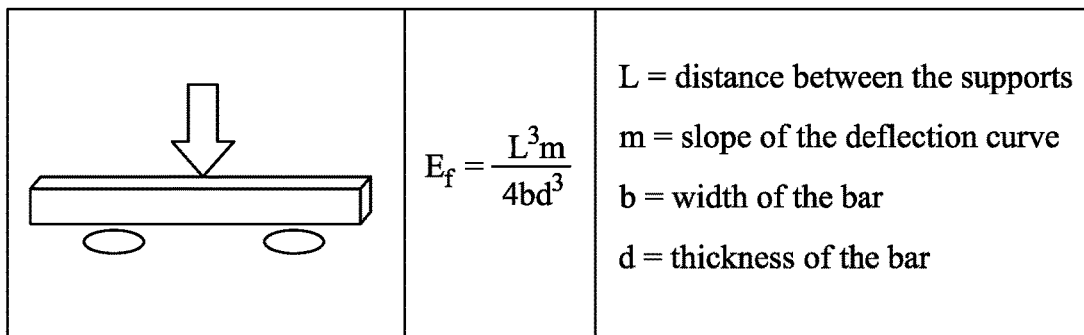 E_f = L^3m / 4bd^3
L = distance between the supports
m = slope of the deflection curve
b = width of the bar
d = thickness of the bar